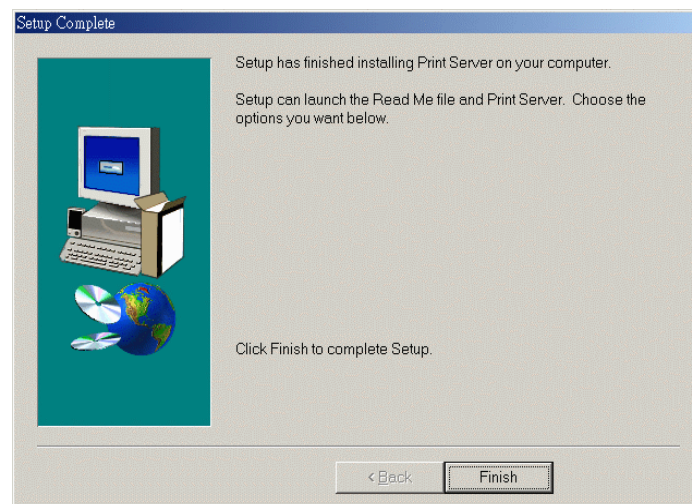 Setup Complete
Setup has finished installing Print Server on your computer.
Setup can launch the Read Me file and Print Server. Choose the
options you want below.
Click Finish to complete Setup.
< Back
Finish